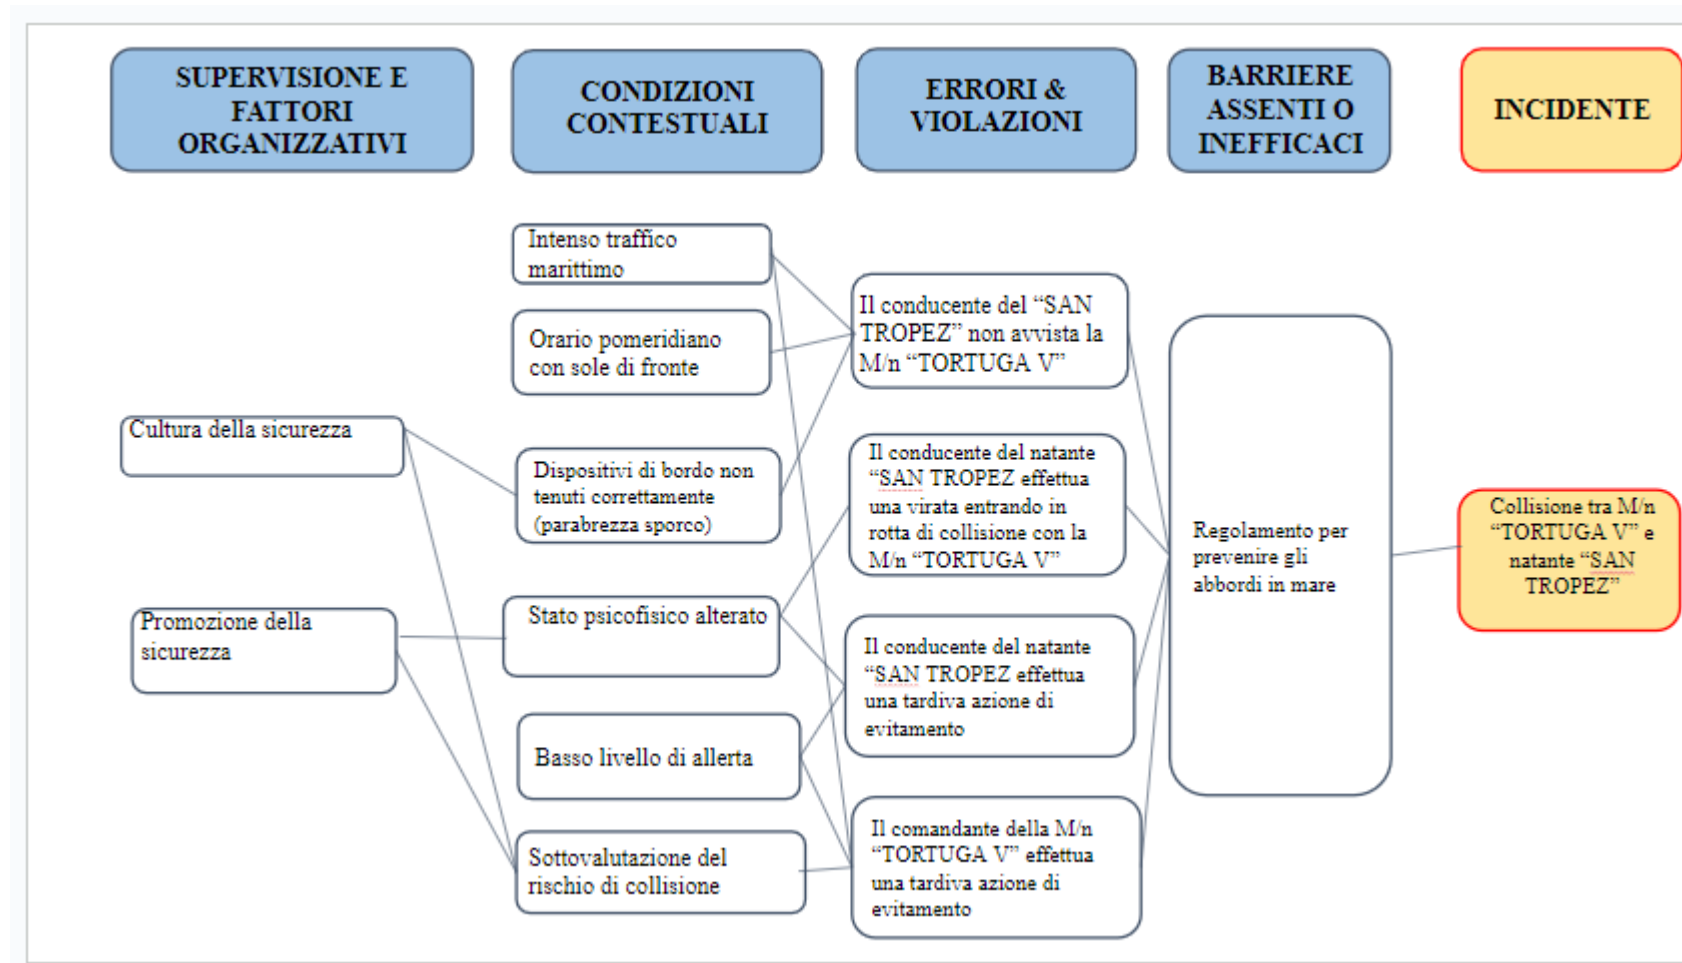 SUPERVISIONE E
FATTORI
ORGANIZZATIVI
CONDIZIONI
CONTESTUALI
ERRORI &
VIOLAZIONI
BARRIERE
ASSENTI O
INEFFICACI
INCIDENTE
Cultura della sicurezza
Promozione della
sicurezza
Intenso traffico
marittimo
Orario pomeridiano
con sole di fronte
Dispositivi di bordo non
tenuti correttamente
(parabrezza sporco)
Stato psicofisico alterato
Basso livello di allerta
Sottovalutazione del
rischio di collisione
Il conducente del “SAN
TROPEZ” non avvista la
M/n “TORTUGA V”
Il conducente del natante
“SAN TROPEZ effettua
una virata entrando in
rotta di collisione con la
M/n “TORTUGA V”
Il conducente del natante
“SAN TROPEZ effettua
una tardiva azione di
evitamento
Il comandante della M/n
“TORTUGA V” effettua
una tardiva azione di
evitamento
Regolamento per
prevenire gli
abbordi in mare
Collisione tra M/n
“TORTUGA V” e
natante “SAN
TROPEZ”